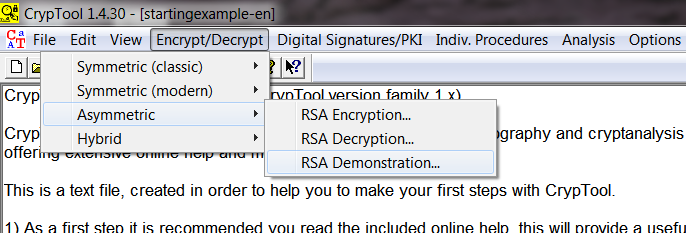 CrypTool 1.4.30 - [startingexample-en]
File Edit View Encrypt/Decrypt Digital Signatures/PKI Indiv. Procedures Analysis Options
Symmetric (classic)
Symmetric (modern)
Asymmetric
Hybrid
RSA Encryption...
RSA Decryption...
RSA Demonstration...
version family 1.x)
and cryptanalysis
offering extensive online help and
This is a text file, created in order to help you to make your first steps with CrypTool.
1) As a first step it is recommended you read the included online help, this will provide a